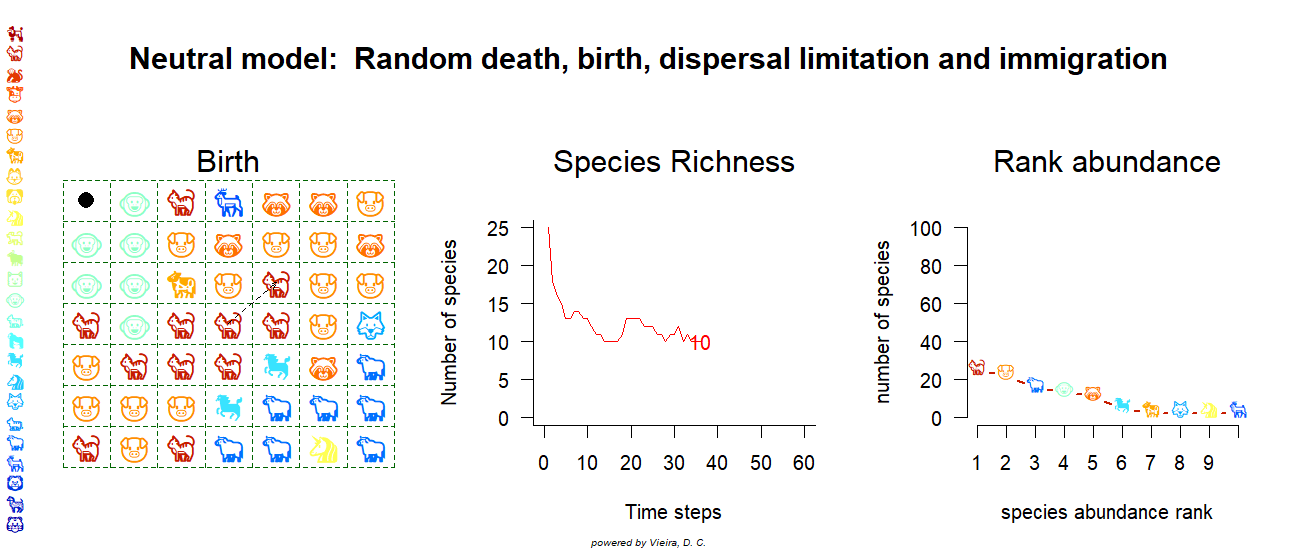 Neutral model:  Random death, birth, dispersal limitation and immigration
Birth
Species Richness
Number of species
25
20
15
10
5
0
10
0 10 20 30 40 50 60
Time steps
Rank abundance
number of species
100
80
60
40
20
0
1 2 3 4 5 6 7 8 9
species abundance rank
powered by Vieira, D. C.